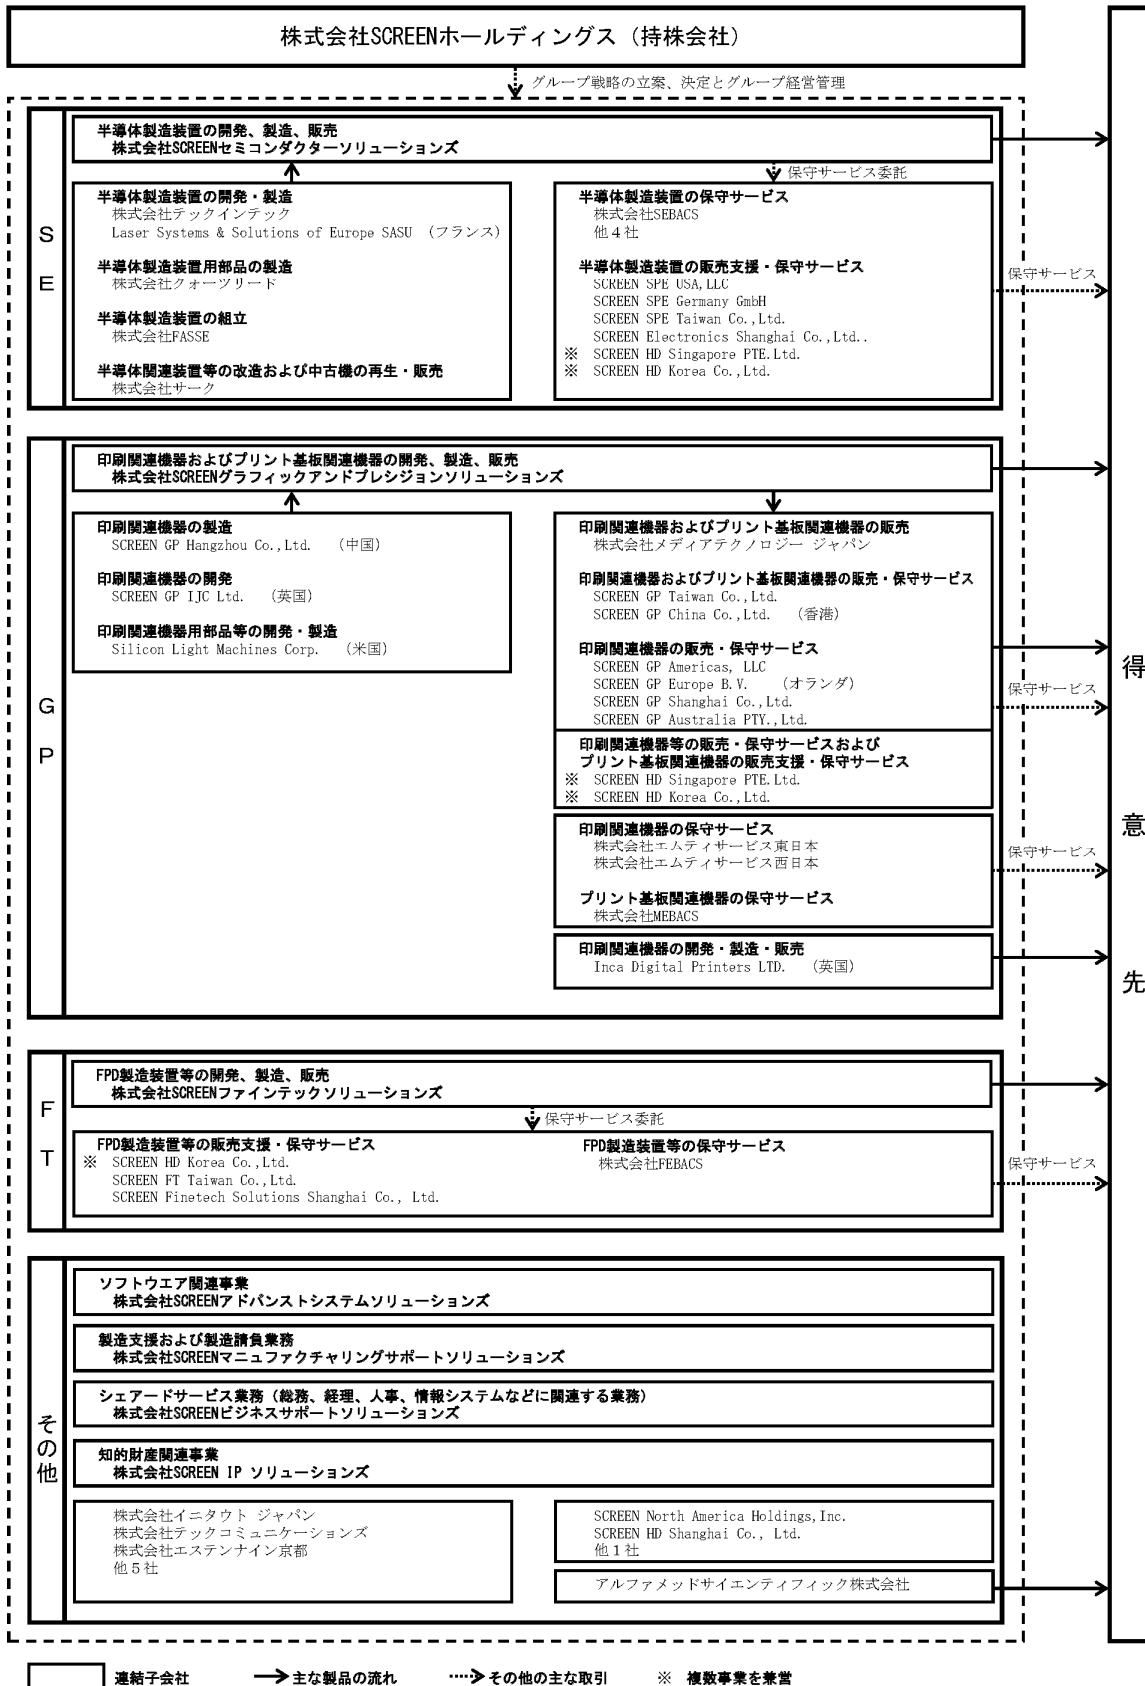 株式会社SCREENホールディングス（持株会社）
グループ戦略の立案、決定とグループ経営管理
SE
半導体製造装置の開発、製造、販売
株式会社SCREENセミコンダクターソリューションズ
保守サービス委託
半導体製造装置の開発・製造
株式会社テックインテック
Laser Systems & Solutions of Europe SASU （フランス）
半導体製造装置用部品の製造
株式会社クォーツリード
半導体製造装置の組立
株式会社FASSE
半導体関連装置等の改造および中古機の再生・販売
株式会社サーク
半導体製造装置の保守サービス
株式会社SEBACS
他４社
半導体製造装置の販売支援・保守サービス
SCREEN SPE USA,LLC
SCREEN SPE Germany GmbH
SCREEN SPE Taiwan Co.,Ltd.
SCREEN Electronics Shanghai Co.,Ltd..
※ SCREEN HD Singapore PTE.Ltd.
※ SCREEN HD Korea Co.,Ltd.
保守サービス
GP
印刷関連機器およびプリント基板関連機器の開発、製造、販売
株式会社SCREENグラフィックアンドプレシジョンソリューションズ
印刷関連機器の製造
SCREEN GP Hangzhou Co.,Ltd. （中国）
印刷関連機器の開発
SCREEN GP IJC Ltd. （英国）
印刷関連機器用部品等の開発・製造
Silicon Light Machines Corp. （米国）
印刷関連機器およびプリント基板関連機器の販売
株式会社メディアテクノロジー ジャパン
印刷関連機器およびプリント基板関連機器の販売・保守サービス
SCREEN GP Taiwan Co.,Ltd.
SCREEN GP China Co.,Ltd. （香港）
印刷関連機器の販売・保守サービス
SCREEN GP Americas, LLC
SCREEN GP Europe B.V. （オランダ）
SCREEN GP Shanghai Co.,Ltd.
SCREEN GP Australia PTY.,Ltd.
保守サービス
印刷関連機器等の販売・保守サービスおよび
プリント基板関連機器の販売支援・保守サービス
※ SCREEN HD Singapore PTE.Ltd.
※ SCREEN HD Korea Co.,Ltd.
印刷関連機器の保守サービス
株式会社エムティサービス東日本
株式会社エムティサービス西日本
プリント基板関連機器の保守サービス
株式会社MEBACS
保守サービス
印刷関連機器の開発・製造・販売
Inca Digital Printers LTD. （英国）
得意先
FT
FPD製造装置等の開発、製造、販売
株式会社SCREENファインテックソリューションズ
保守サービス委託
FPD製造装置等の販売支援・保守サービス
※ SCREEN HD Korea Co.,Ltd.
SCREEN FT Taiwan Co.,Ltd.
SCREEN Finetech Solutions Shanghai Co., Ltd.
FPD製造装置等の保守サービス
株式会社FEBACS
保守サービス
その他
ソフトウエア関連事業
株式会社SCREENアドバンストシステムソリューションズ
製造支援および製造請負業務
株式会社SCREENマニュファクチャリングサポートソリューションズ
シェアードサービス業務（総務、経理、人事、情報システムなどに関連する業務）
株式会社SCREENビジネスサポートソリューションズ
知的財産関連事業
株式会社SCREEN IP ソリューションズ
株式会社イニタウト ジャパン
株式会社テックコミュニケーションズ
株式会社エステンナイン京都
他５社
SCREEN North America Holdings,Inc.
SCREEN HD Shanghai Co., Ltd.
他１社
アルファメッドサイエンティフィック株式会社
連結子会社 主な製品の流れ その他の主な取引 ※ 複数事業を兼営